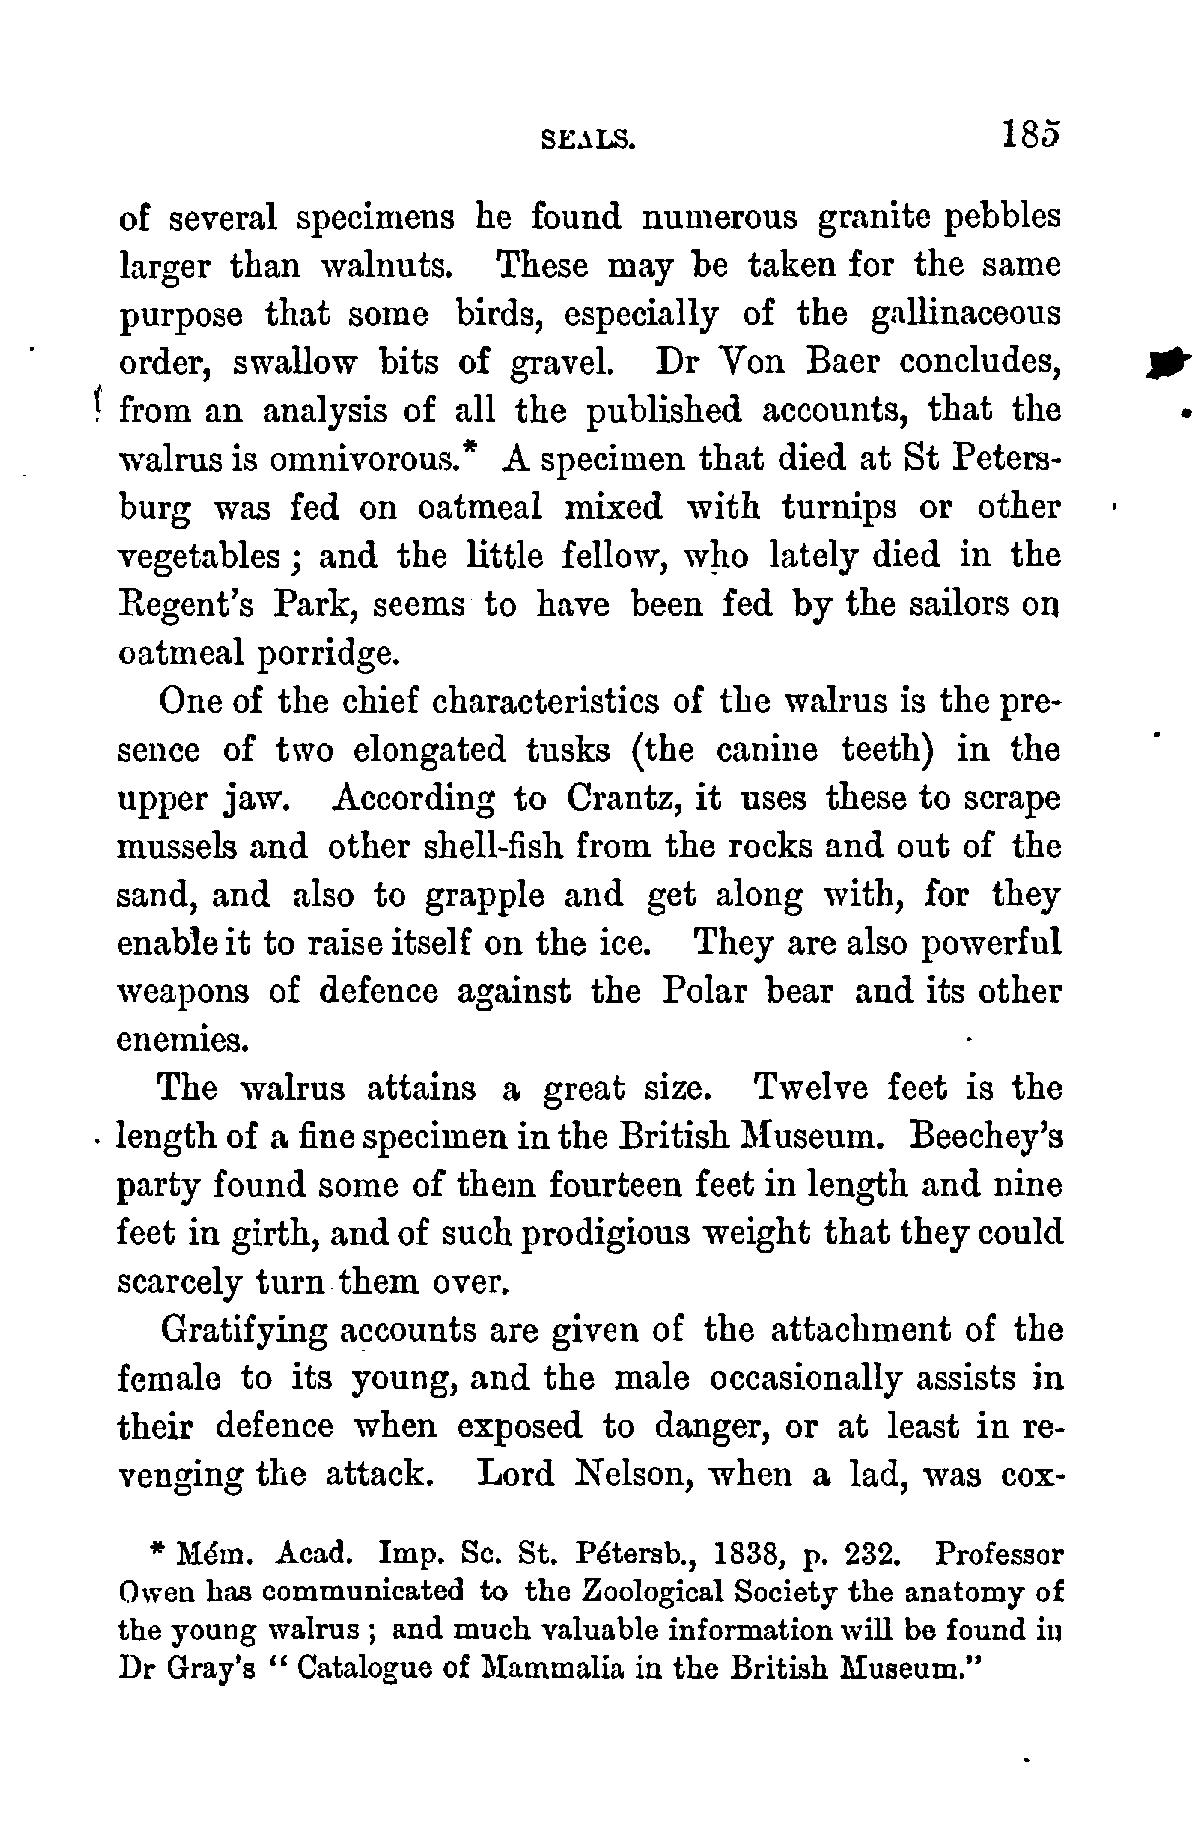 SEALS. 185
of several specimens he found numerous granite pebbles
larger than walnuts. These may be taken for the same
purpose that some birds, especially of the gallinaceous
order, swallow bits of gravel. Dr Von Baer concludes,
from an analysis of all the published accounts, that the
walrus is omnivorous.* A specimen that died at St Peters-
burg was fed on oatmeal mixed with turnips or other
vegetables ; and the little fellow, who lately died in the
Regent's Park, seems to have been fed by the sailors on
oatmeal porridge.
One of the chief characteristics of the walrus is the pre-
sence of two elongated tusks (the canine teeth) in the
upper jaw. According to Crantz, it uses these to scrape
mussels and other shell-fish from the rocks and out of the
sand, and also to grapple and get along with, for they
enable it to raise itself on the ice. They are also powerful
weapons of defence against the Polar bear and its other
enemies.
The walrus attains a great size. Twelve feet is the
length of a fine specimen in the British Museum. Beechey's
party found some of them fourteen feet in length and nine
feet in girth, and of such prodigious weight that they could
scarcely turn them over.
Gratifying accounts are given of the attachment of the
female to its young, and the male occasionally assists in
their defence when exposed to danger, or at least in re-
venging the attack. Lord Nelson, when a lad, was cox-
* Mém. Acad. Imp. Sc. St. Pétersb., 1838, p. 232. Professor
Owen has communicated to the Zoological Society the anatomy of
the young walrus ; and much valuable information will be found in
Dr Gray's "Catalogue of Mammalia in the British Museum."